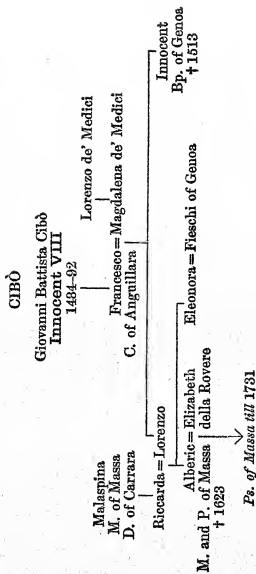 CIBÒ
Giovanni Battista Cibò
Innocent VIII
1484–92
Lorenzo de' Medici
Francesco = Magdalena de' Medici
C. of Anguillara
Malaspina
M. of Massa
D. of Carrara
Riccarda = Lorenzo
Innocent
Bp. of Genoa
† 1513
Alberic = Elizabeth
M. and P. of Massa della Rovere
† 1623
Eleonora = Fieschi of Genoa
Ps. of Massa till 1731